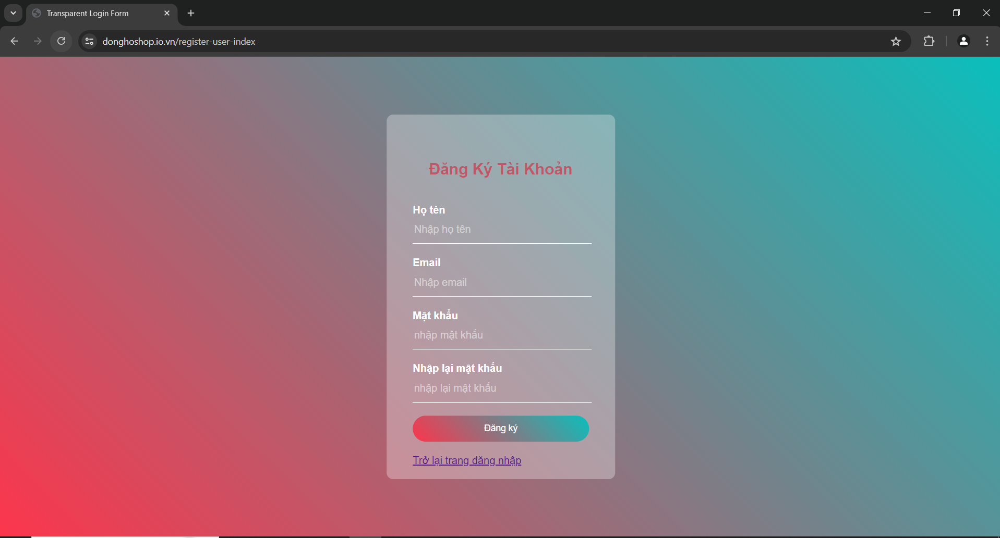 Transparent Login Form
donghoshop.io.vn/register-user-index
Đăng Ký Tài Khoản
Họ tên
Nhập họ tên
Email
Nhập email
Mật khẩu
nhập mật khẩu
Nhập lại mật khẩu
nhập lại mật khẩu
Đăng ký
Trở lại trang đăng nhập